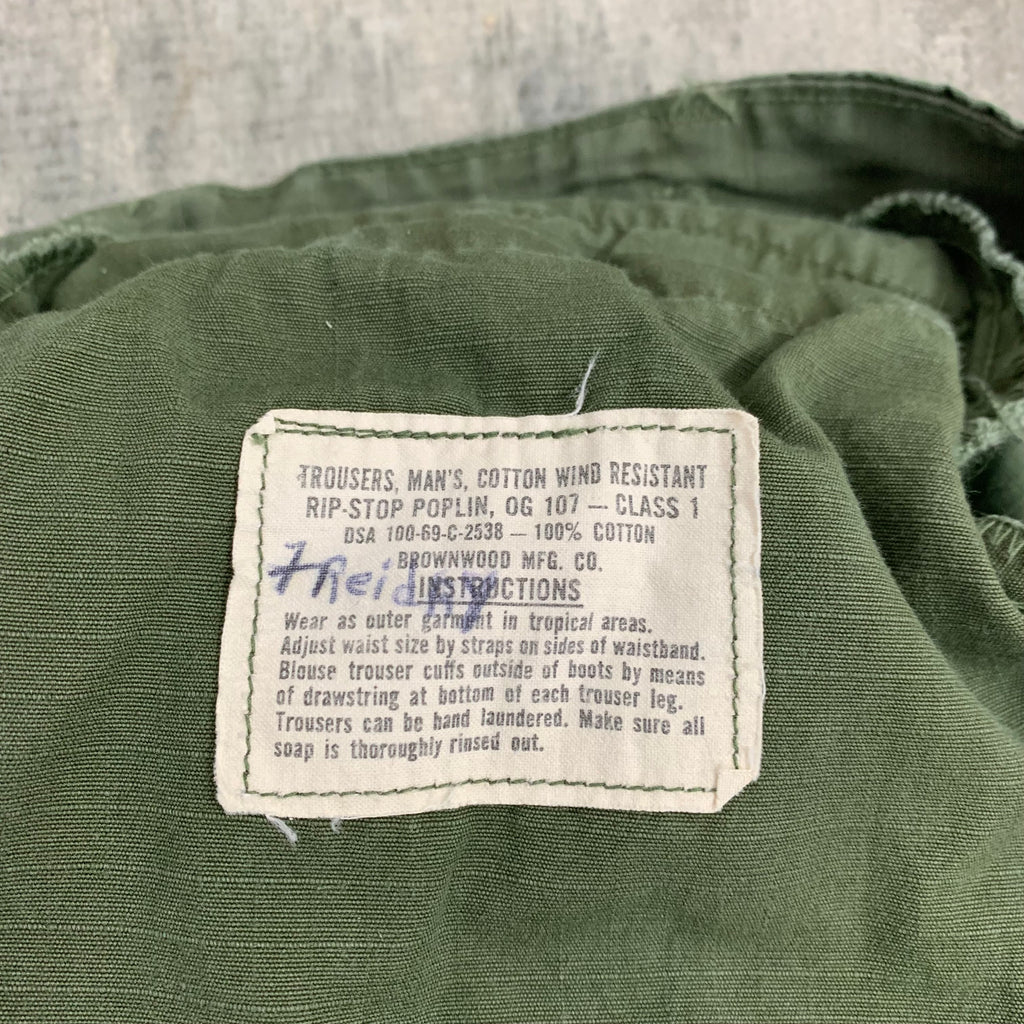 TROUSERS, MAN'S, COTTON WIND RESISTANT
RIP-STOP POPLIN, OG 107 — CLASS 1
DSA 100-69-C-2538 — 100% COTTON
BROWNWOOD MFG. CO.
INSTRUCTIONS
Wear as outer garment in tropical areas.
Adjust waist size by straps on sides of waistband.
Blouse trouser cuffs outside of boots by means
of drawstring at bottom of each trouser leg.
Trousers can be hand laundered. Make sure all
soap is thoroughly rinsed out.